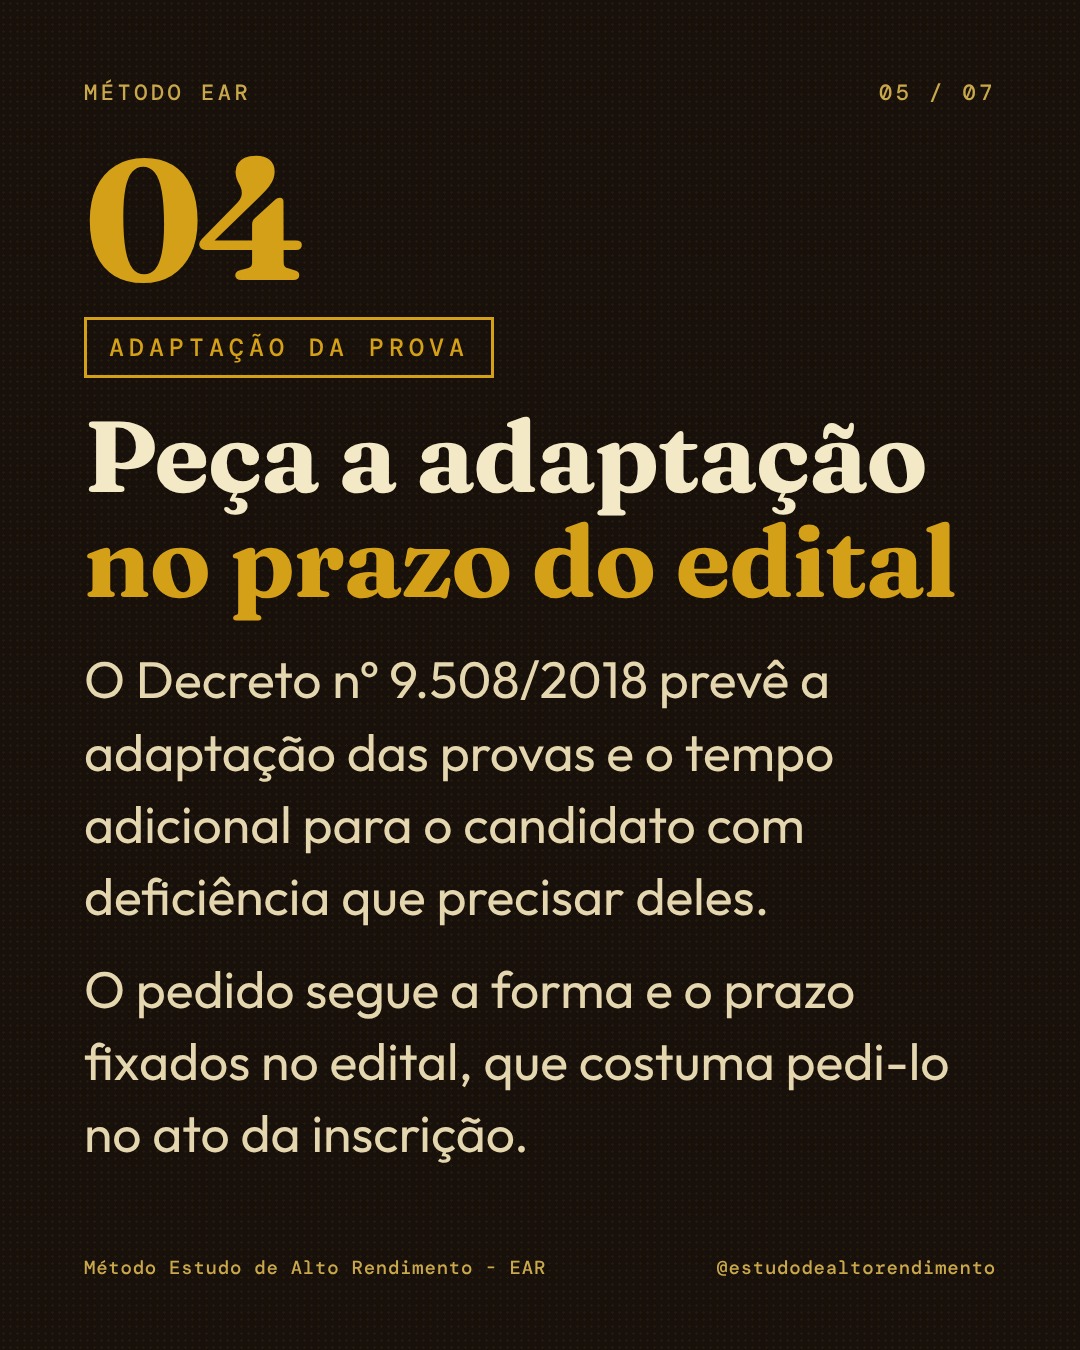 MÉTODO EAR
05 / 07
04
ADAPTAÇÃO DA PROVA
Peça a adaptação
no prazo do edital
O Decreto nº 9.508/2018 prevê a
adaptação das provas e o tempo
adicional para o candidato com
deficiência que precisar deles.
O pedido segue a forma e o prazo
fixados no edital, que costuma pedi-lo
no ato da inscrição.
Método Estudo de Alto Rendimento - EAR
@estudodealtorendimento